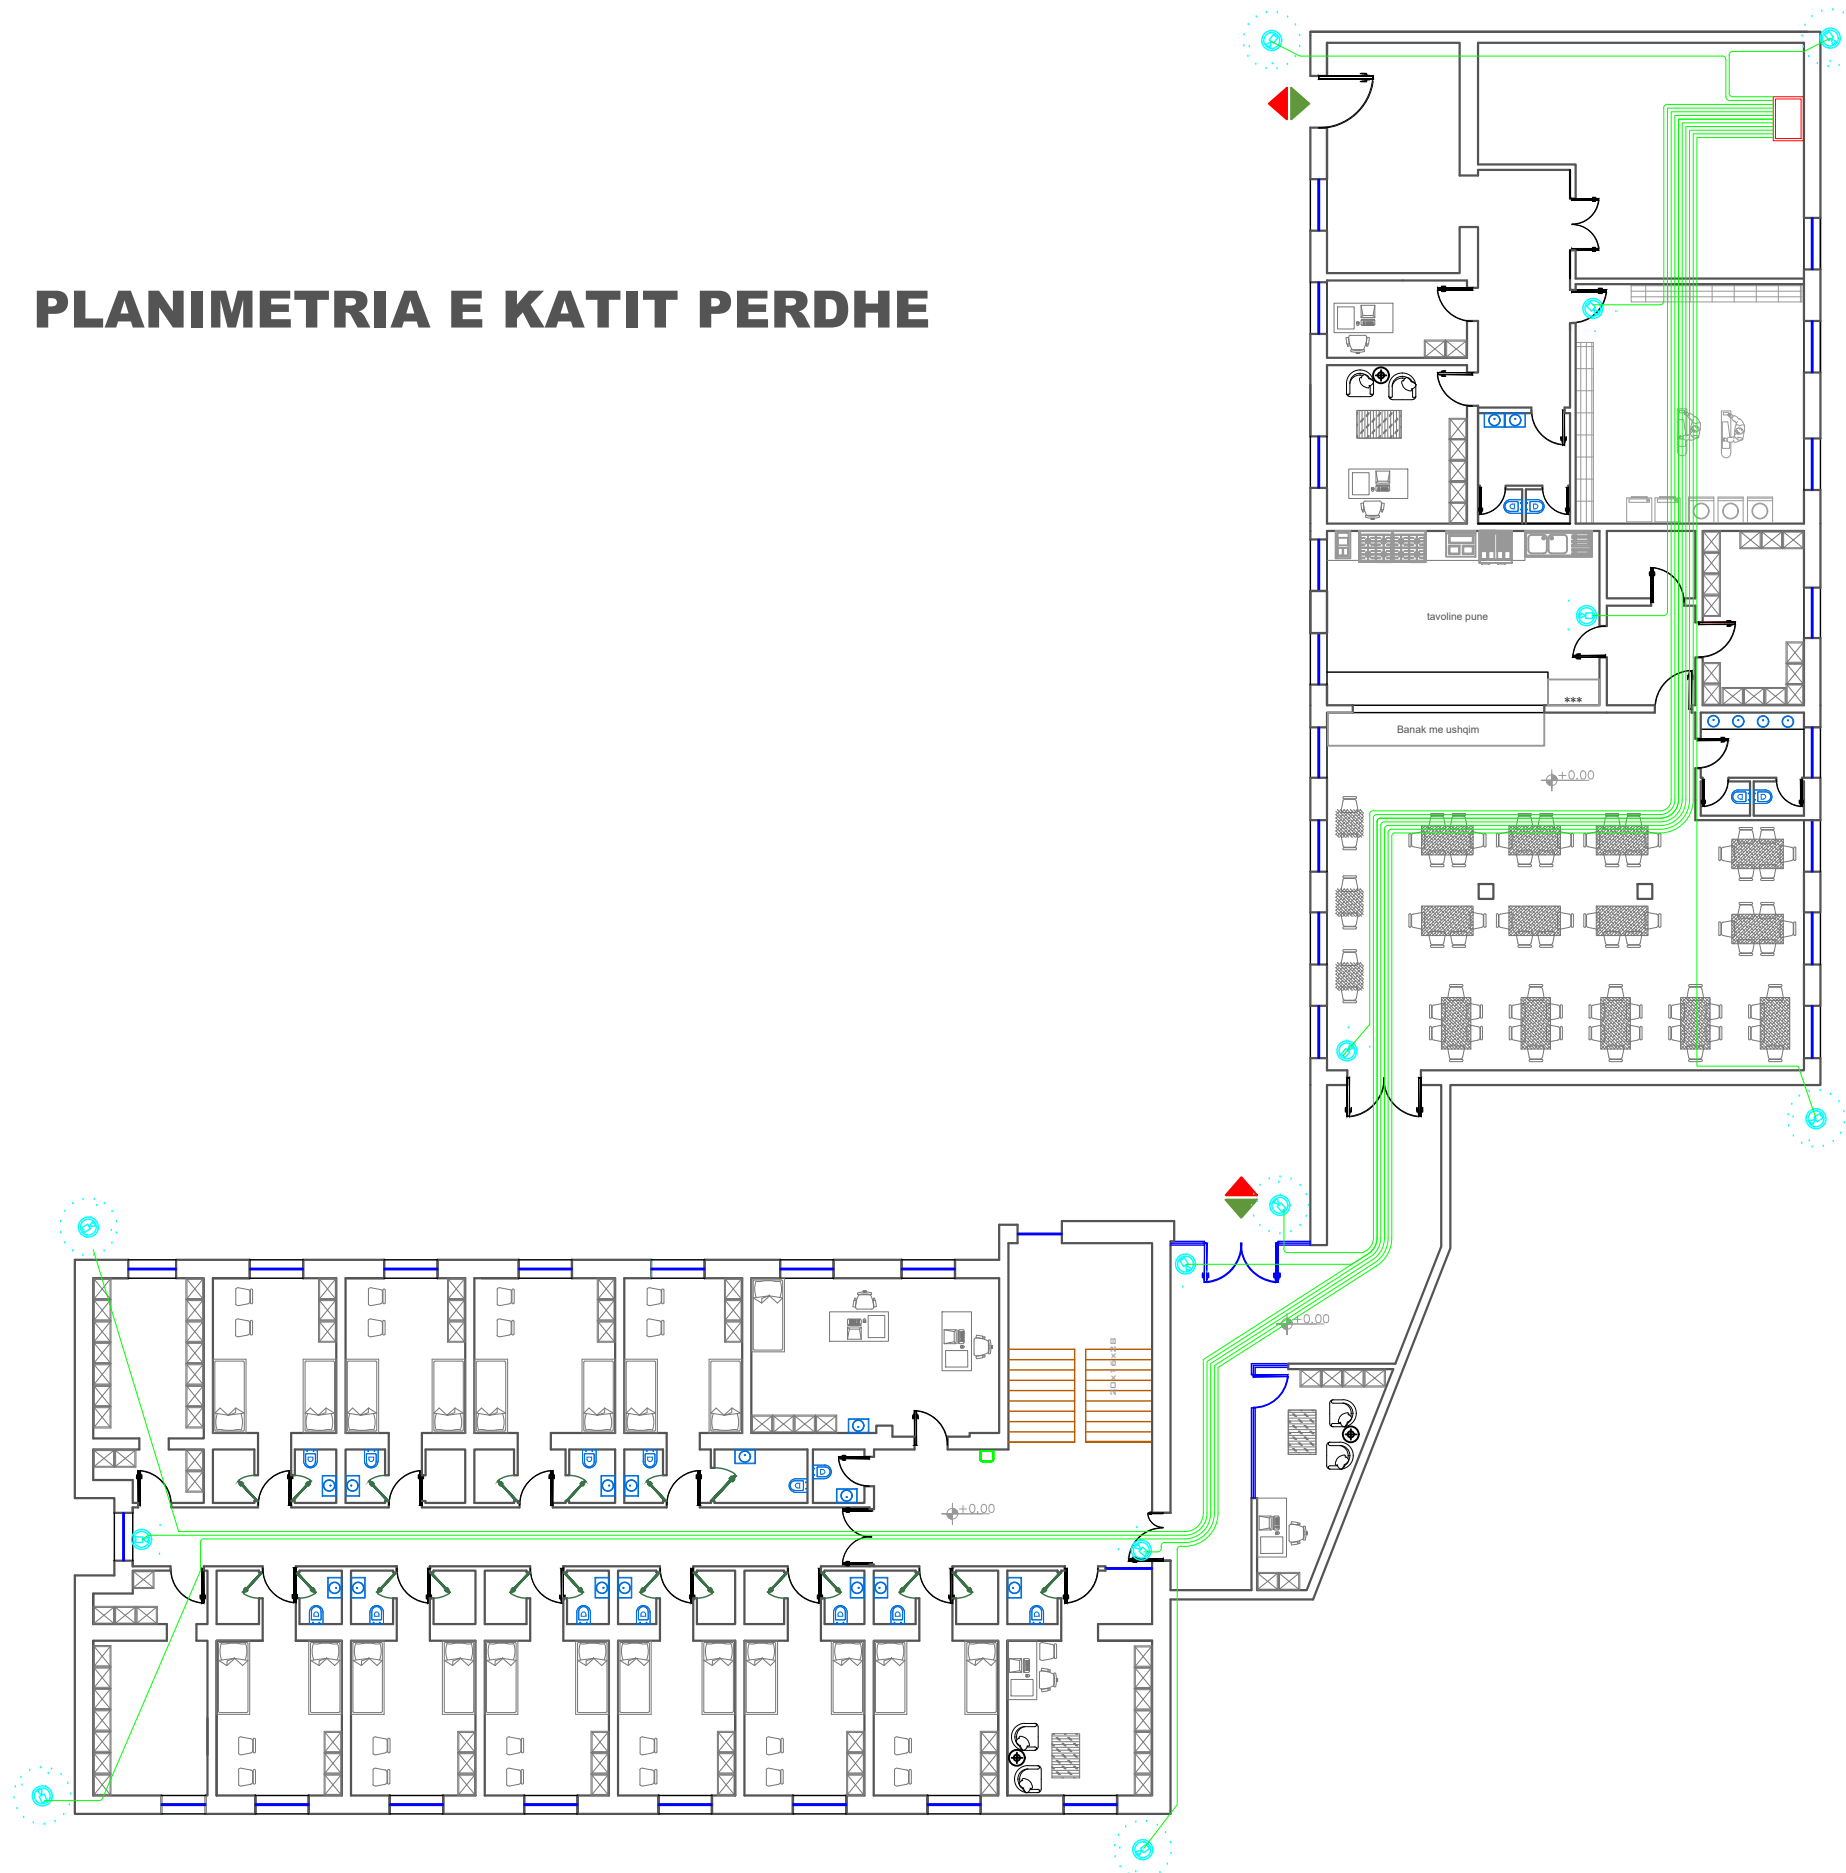 PLANIMETRIA E KATIT PERDHE
tavoline pune
***
Banak me ushqim
+0.00
+0.00
+0.00